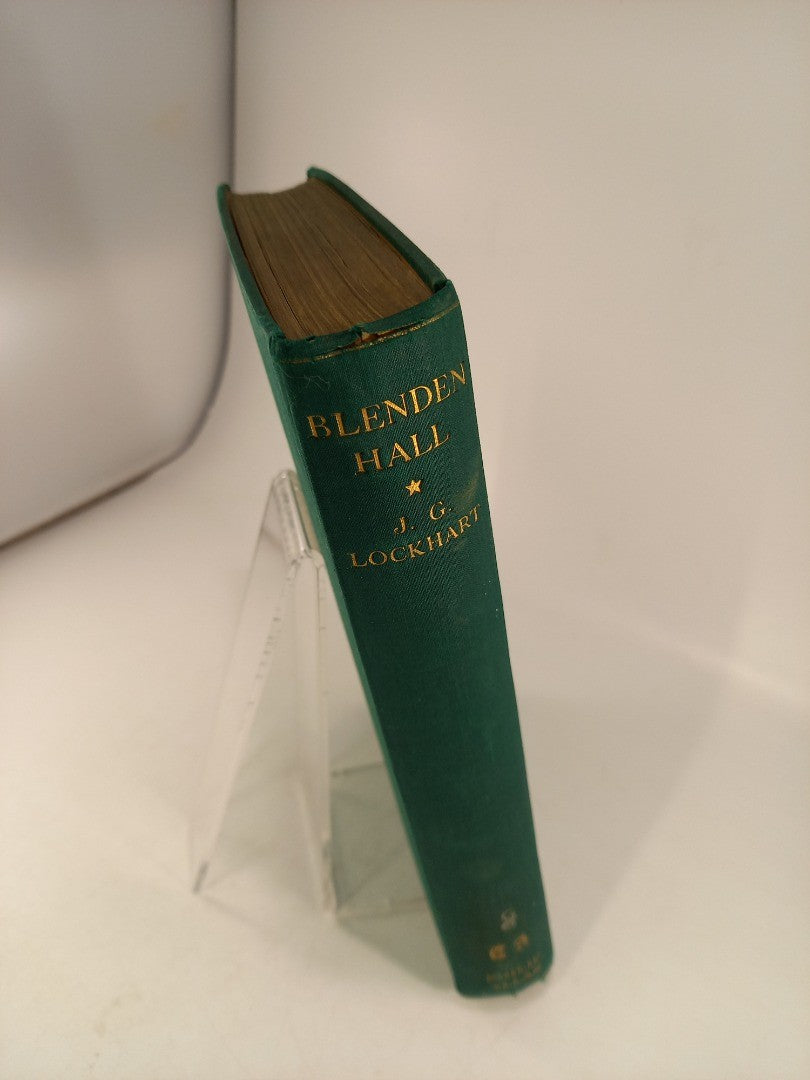 BLENDEN
HALL
J. G.
LOCKHART